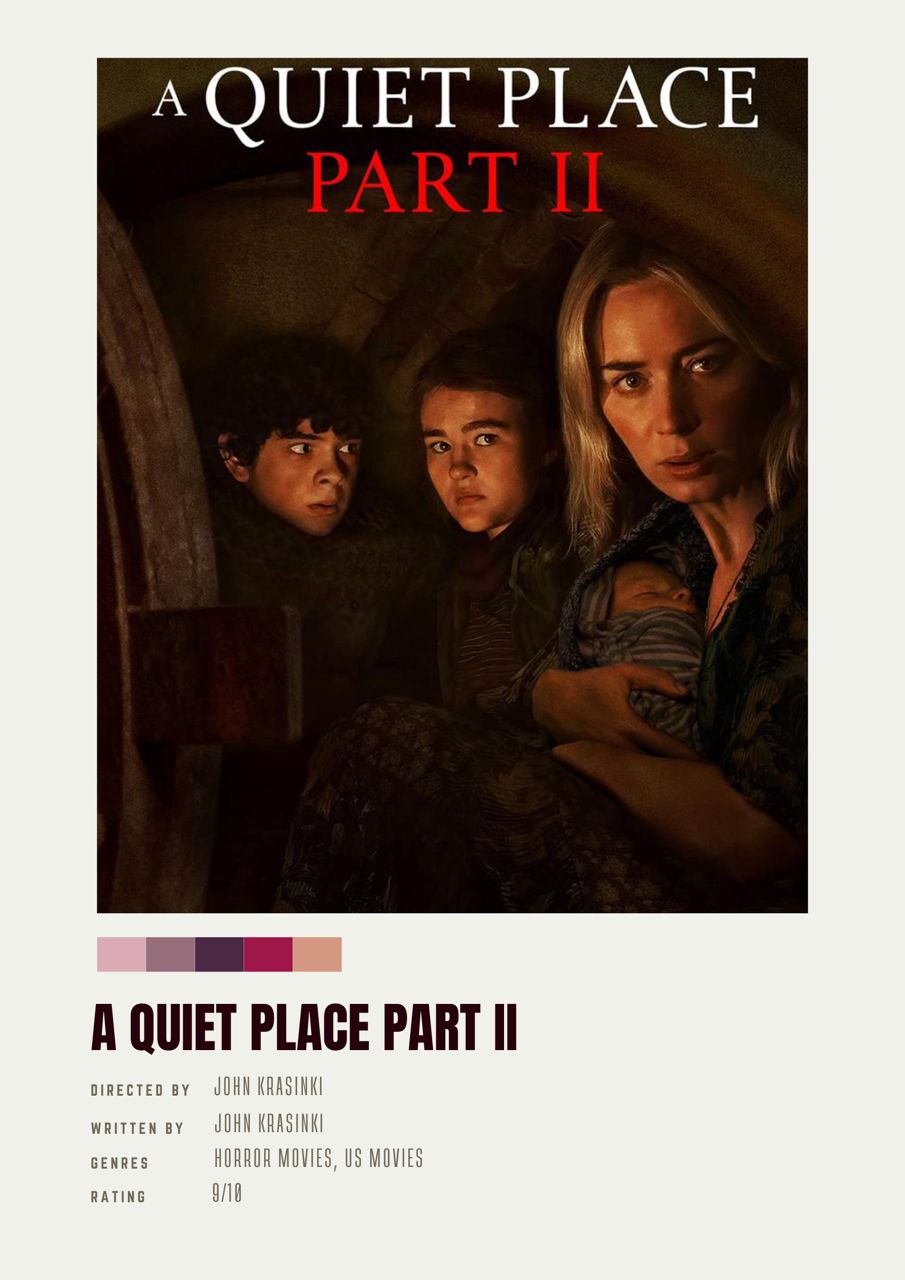 A QUIET PLACE
PART II
A QUIET PLACE PART II
DIRECTED BY JOHN KRASINKI
WRITTEN BY JOHN KRASINKI
GENRES HORROR MOVIES, US MOVIES
RATING 9/10